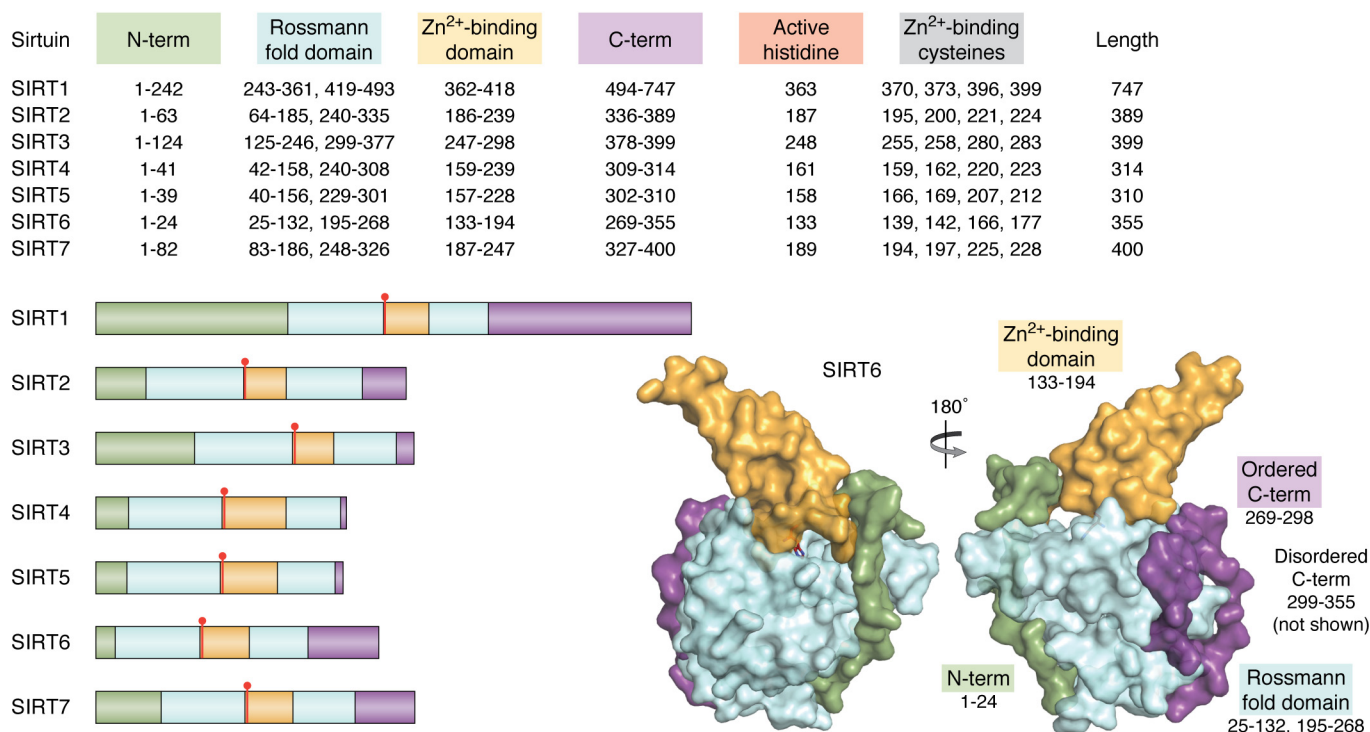 Sirtuin N-term Rossmann fold domain Zn²⁺-binding domain C-term Active histidine Zn²⁺-binding cysteines Length
SIRT1 1-242 243-361, 419-493 362-418 494-747 363 370, 373, 396, 399 747
SIRT2 1-63 64-185, 240-335 186-239 336-389 187 195, 200, 221, 224 389
SIRT3 1-124 125-246, 299-377 247-298 378-399 248 255, 258, 280, 283 399
SIRT4 1-41 42-158, 240-308 159-239 309-314 161 159, 162, 220, 223 314
SIRT5 1-39 40-156, 229-301 157-228 302-310 158 166, 169, 207, 212 310
SIRT6 1-24 25-132, 195-268 133-194 269-355 133 139, 142, 166, 177 355
SIRT7 1-82 83-186, 248-326 187-247 327-400 189 194, 197, 225, 228 400
SIRT1
SIRT2
SIRT3
SIRT4
SIRT5
SIRT6
SIRT7
SIRT6
180°
Zn²⁺-binding
domain
133-194
Ordered
C-term
269-298
Disordered
C-term
299-355
(not shown)
N-term
1-24
Rossmann
fold domain
25-132, 195-268